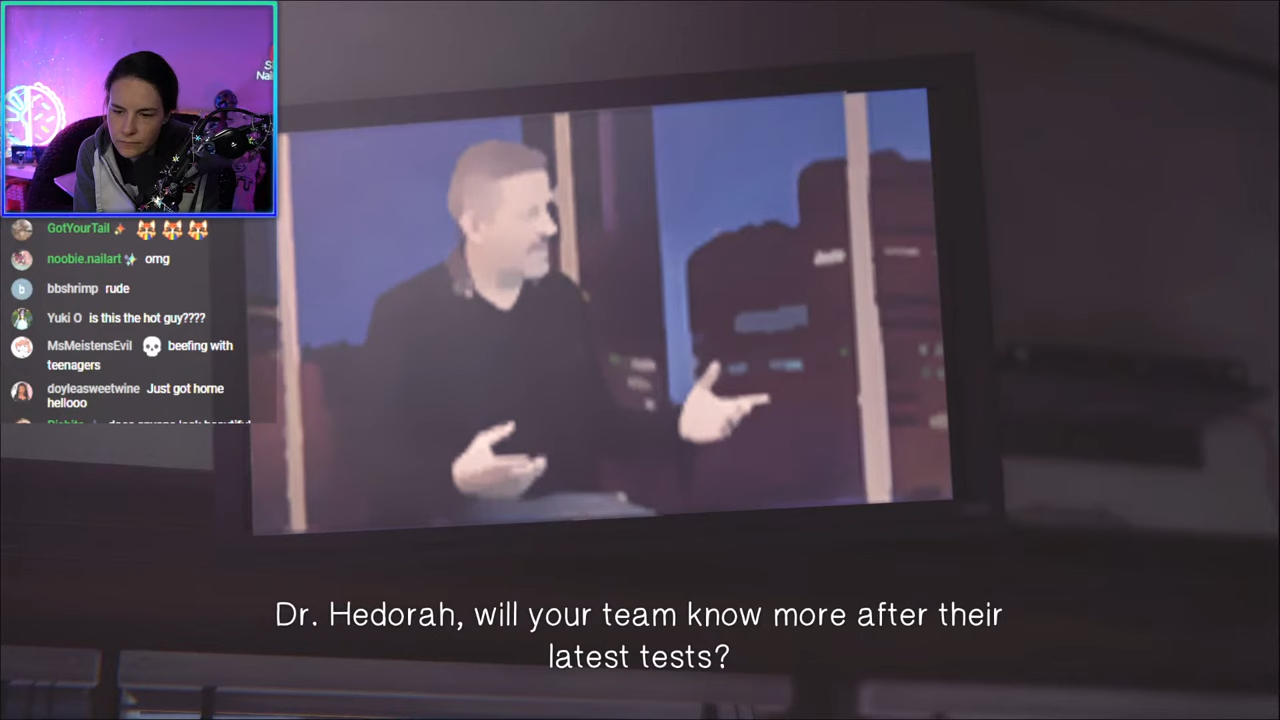 S
Nai
GotYourTail
noobie.nailart omg
bbshrimp rude
Yuki O is this the hot guy????
MsMeistensEvil 💀 beefing with
teenagers
doyleasweetwine Just got home
hellooo
Dr. Hedorah, will your team know more after their
latest tests?